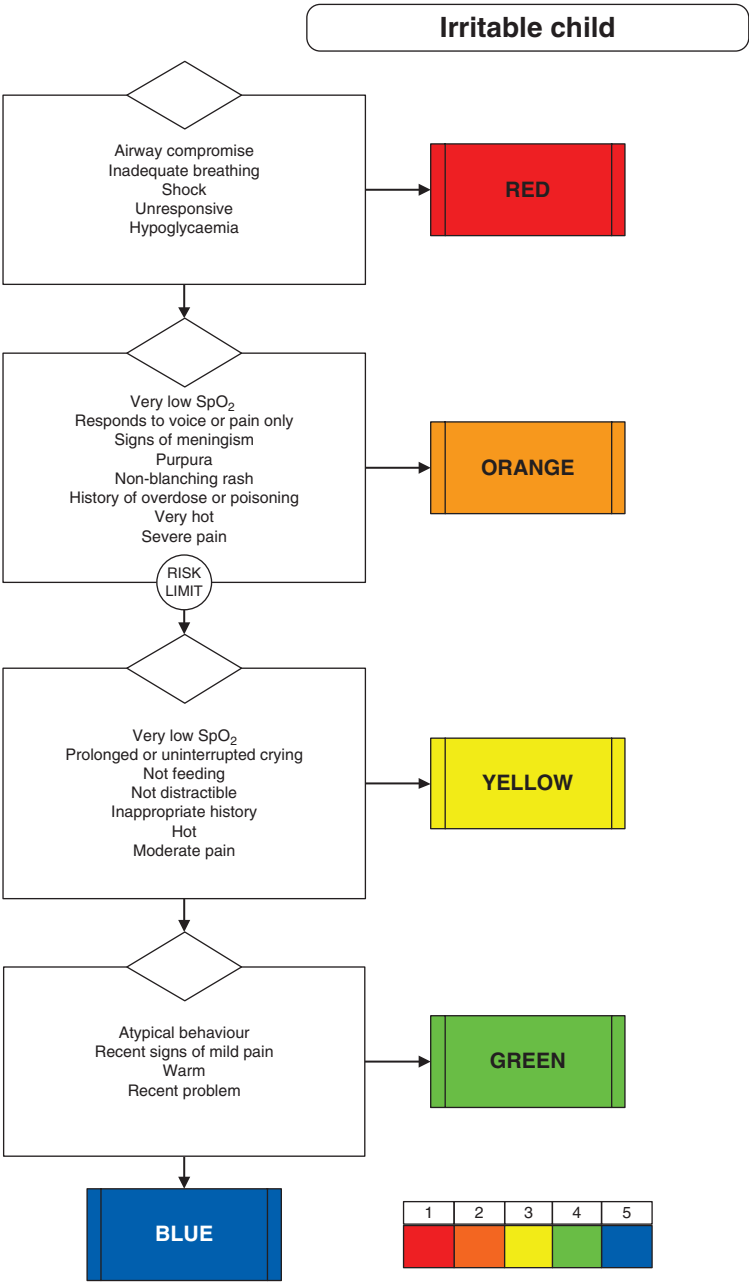 Irritable child
Airway compromise
Inadequate breathing
Shock
Unresponsive
Hypoglycaemia
RED
Very low SpO₂
Responds to voice or pain only
Signs of meningism
Purpura
Non-blanching rash
History of overdose or poisoning
Very hot
Severe pain
ORANGE
RISK
LIMIT
Very low SpO₂
Prolonged or uninterrupted crying
Not feeding
Not distractible
Inappropriate history
Hot
Moderate pain
YELLOW
Atypical behaviour
Recent signs of mild pain
Warm
Recent problem
GREEN
BLUE
1 2 3 4 5